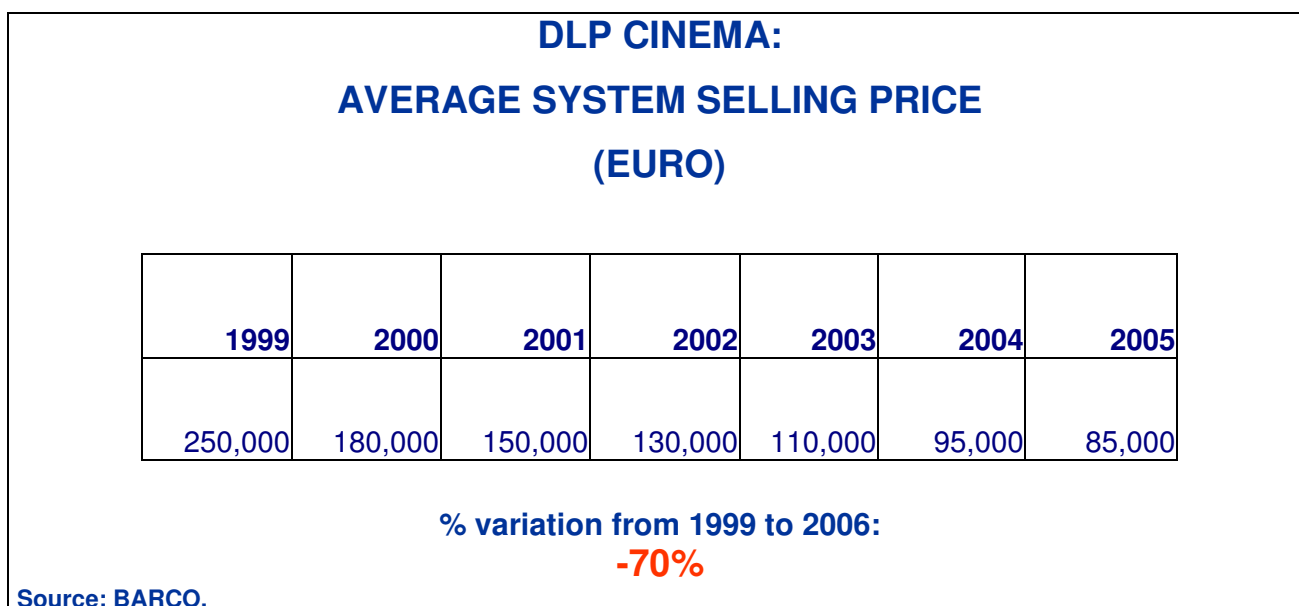 DLP CINEMA:
AVERAGE SYSTEM SELLING PRICE
(EURO)
1999 2000 2001 2002 2003 2004 2005
250,000 180,000 150,000 130,000 110,000 95,000 85,000
% variation from 1999 to 2006:
-70%
Source: BARCO.